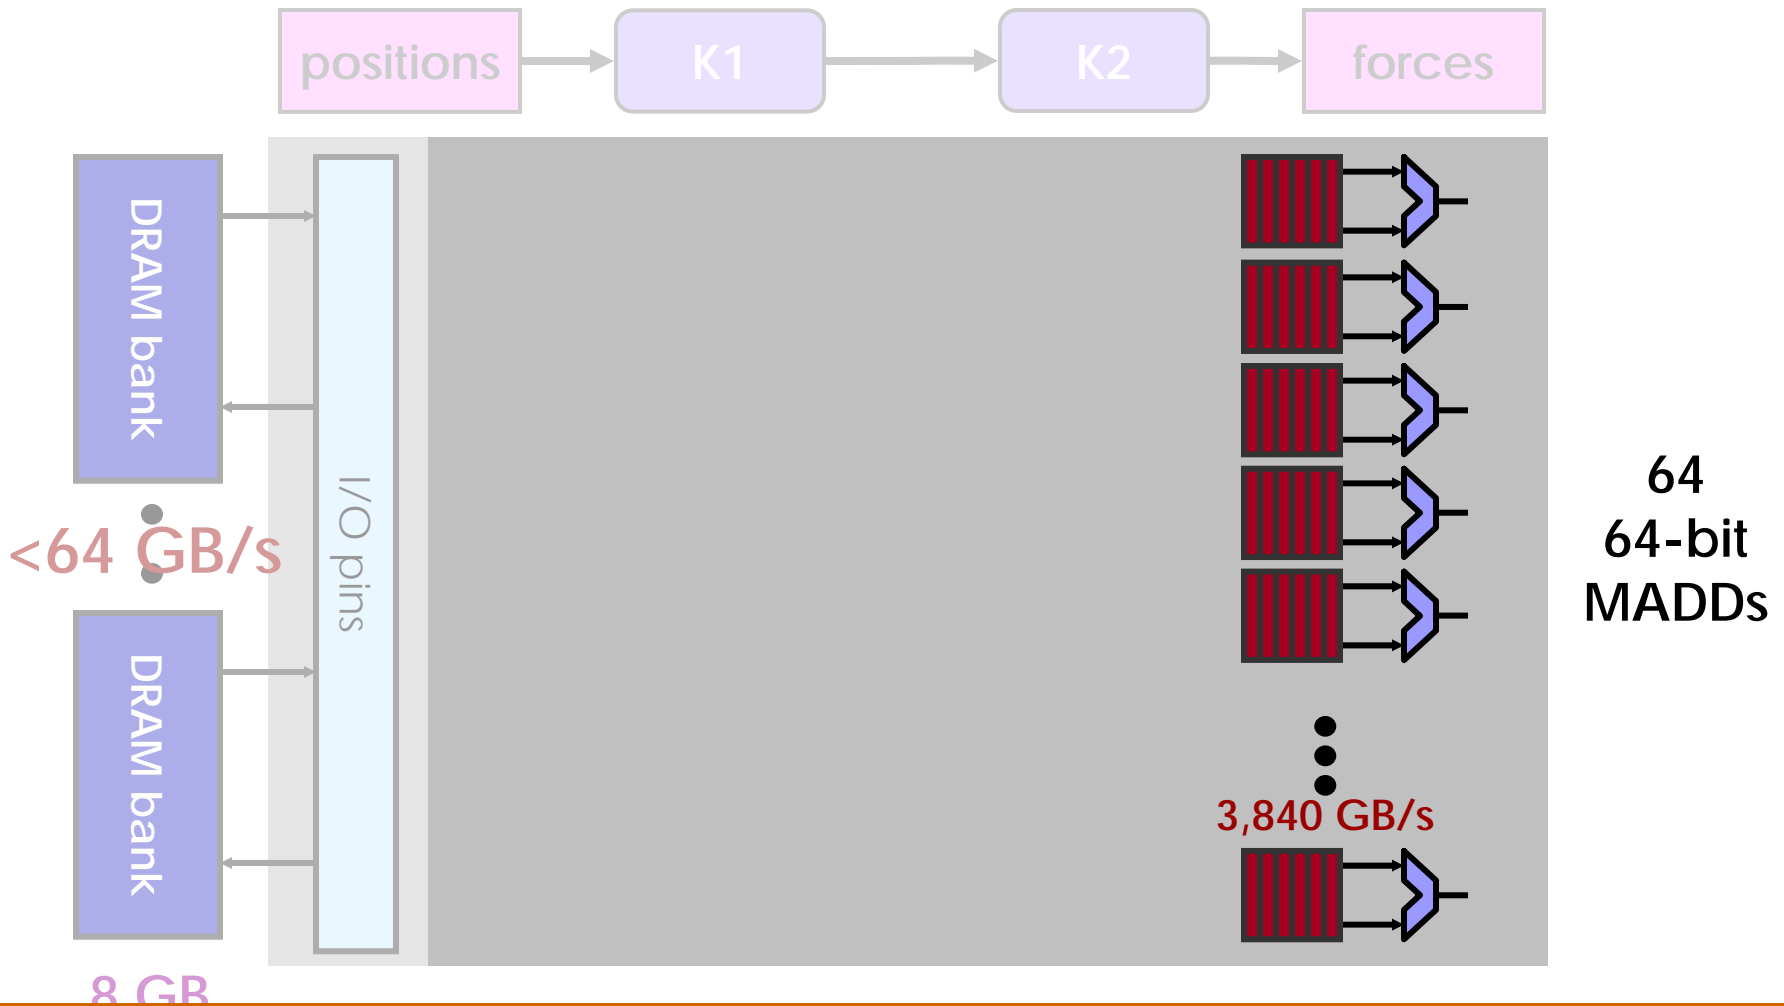 positions
K1
K2
forces
DRAM bank
<64 GB/s
I/O pins
DRAM bank
8 GB
64
64-bit
MADDs
3,840 GB/s